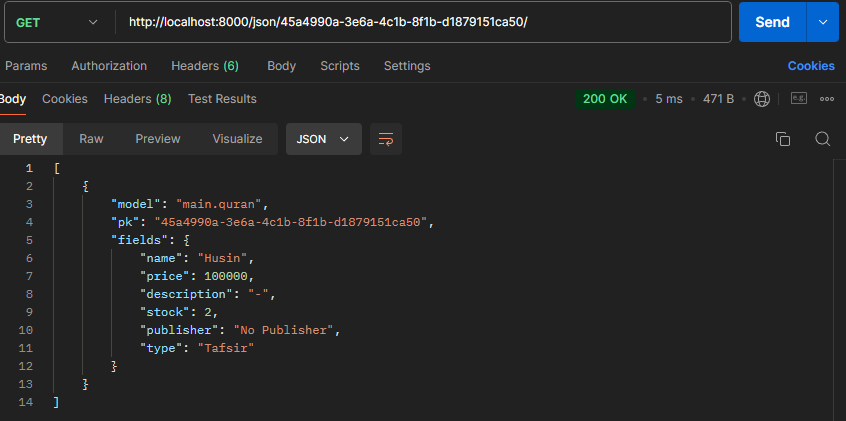 GET http://localhost:8000/json/45a4990a-3e6a-4c1b-8f1b-d1879151ca50/ Send
Params Authorization Headers (6) Body Scripts Settings Cookies
Body Cookies Headers (8) Test Results 200 OK • 5 ms • 471 B e.g.
Pretty Raw Preview Visualize JSON
1 [
2 {
3 "model": "main.quran",
4 "pk": "45a4990a-3e6a-4c1b-8f1b-d1879151ca50",
5 "fields": {
6 "name": "Husin",
7 "price": 100000,
8 "description": "-",
9 "stock": 2,
10 "publisher": "No Publisher",
11 "type": "Tafsir"
12 }
13 }
14 ]